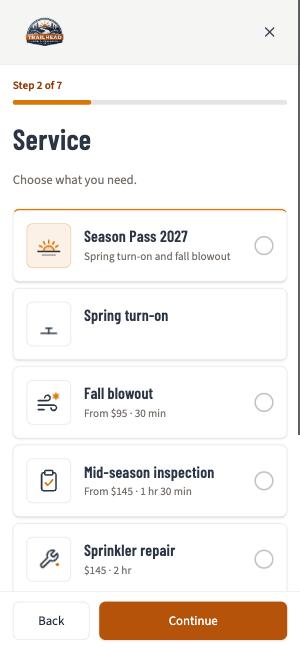 TRAILHEAD
Step 2 of 7
Service
Choose what you need.
Season Pass 2027
Spring turn-on and fall blowout
Spring turn-on
Fall blowout
From $95 · 30 min
Mid-season inspection
From $145 · 1 hr 30 min
Sprinkler repair
$145 · 2 hr
Back
Continue